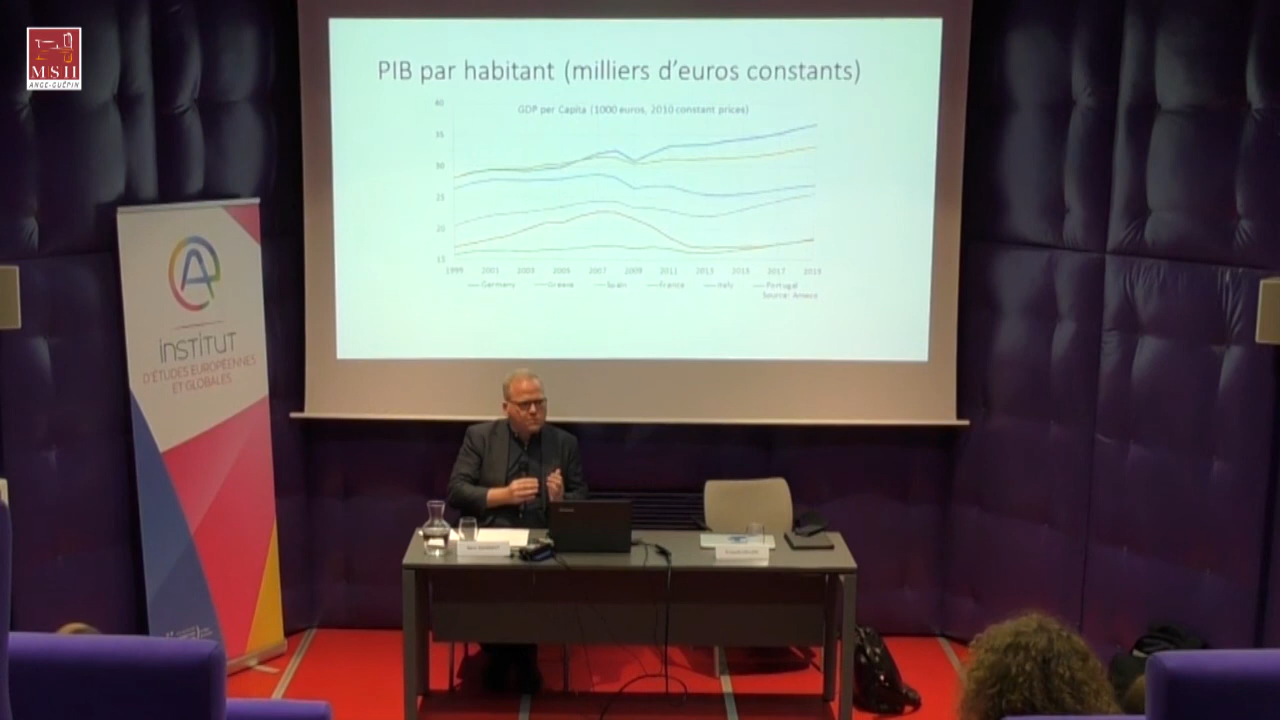 MSH
ANGE-GUÉPIN
PIB par habitant (milliers d'euros constants)
GDP per Capita (1000 euros, 2010 constant prices)
40
35
30
25
20
15
1999 2001 2003 2005 2007 2009 2011 2013 2015 2017 2019
Germany Greece Spain France Italy Portugal
Source: Ameco
A
INSTITUT
D'ÉTUDES EUROPÉENNES
ET GLOBALES